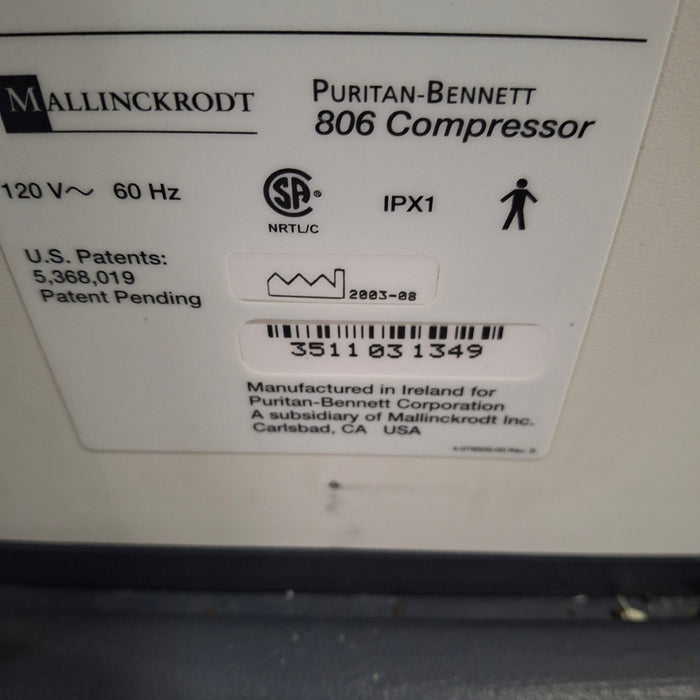 MALLINCKRODT
PURITAN-BENNETT
806 Compressor
120 V~ 60 Hz
SA ®
NRTL/C
IPX1
U.S. Patents:
5,368,019
Patent Pending
2003-08
3511031349
Manufactured in Ireland for
Puritan-Bennett Corporation
A subsidiary of Mallinckrodt Inc.
Carlsbad, CA USA